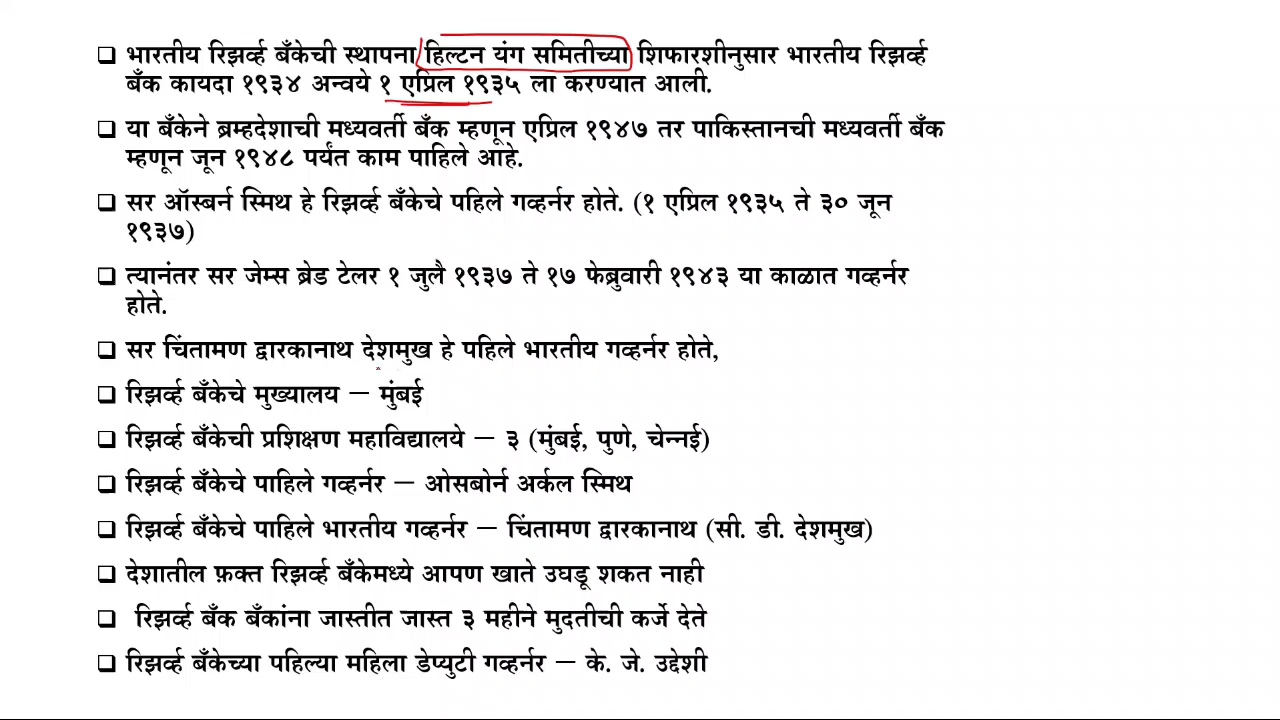 ❑ भारतीय रिझर्व्ह बँकेची स्थापना हिल्टन यंग समितीच्या शिफारशीनुसार भारतीय रिझर्व्ह
बँक कायदा १९३४ अन्वये १ एप्रिल १९३५ ला करण्यात आली.
❑ या बँकेने ब्रम्हदेशाची मध्यवर्ती बँक म्हणून एप्रिल १९४७ तर पाकिस्तानची मध्यवर्ती बँक
म्हणून जून १९४८ पर्यंत काम पाहिले आहे.
❑ सर ऑस्बर्न स्मिथ हे रिझर्व्ह बँकेचे पहिले गव्हर्नर होते. (१ एप्रिल १९३५ ते ३० जून
१९३७)
❑ त्यानंतर सर जेम्स ब्रेड टेलर १ जुलै १९३७ ते १७ फेब्रुवारी १९४३ या काळात गव्हर्नर
होते.
❑ सर चिंतामण द्वारकानाथ देशमुख हे पहिले भारतीय गव्हर्नर होते,
❑ रिझर्व्ह बँकेचे मुख्यालय – मुंबई
❑ रिझर्व्ह बँकेची प्रशिक्षण महाविद्यालये – ३ (मुंबई, पुणे, चेन्नई)
❑ रिझर्व्ह बँकेचे पाहिले गव्हर्नर – ओसबोर्न अर्कल स्मिथ
❑ रिझर्व्ह बँकेचे पाहिले भारतीय गव्हर्नर – चिंतामण द्वारकानाथ (सी. डी. देशमुख)
❑ देशातील फ़क्त रिझर्व्ह बँकेमध्ये आपण खाते उघडू शकत नाही
❑ रिझर्व्ह बँक बँकांना जास्तीत जास्त ३ महीने मुदतीची कर्जे देते
❑ रिझर्व्ह बँकेच्या पहिल्या महिला डेप्युटी गव्हर्नर – के. जे. उद्देशी